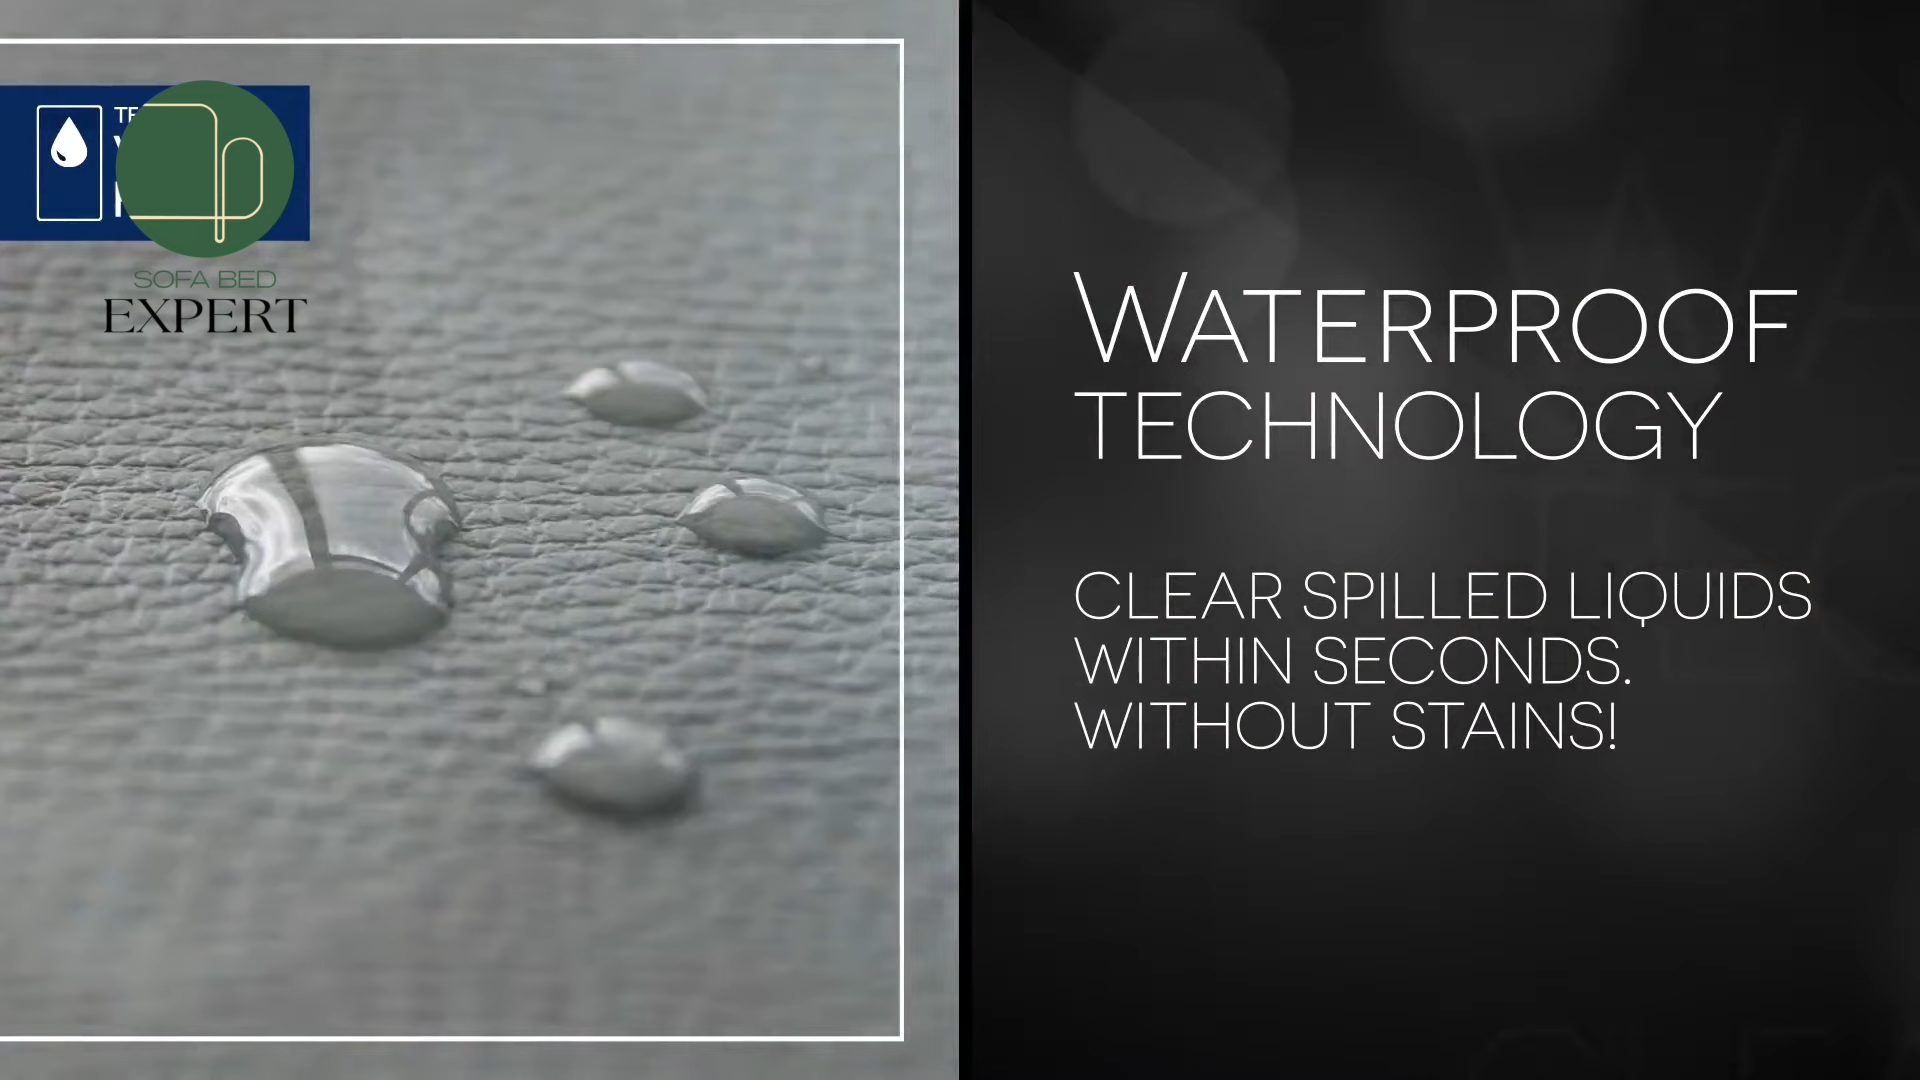 SOFA BED
EXPERT
WATERPROOF
TECHNOLOGY
CLEAR SPILLED LIQUIDS
WITHIN SECONDS.
WITHOUT STAINS!